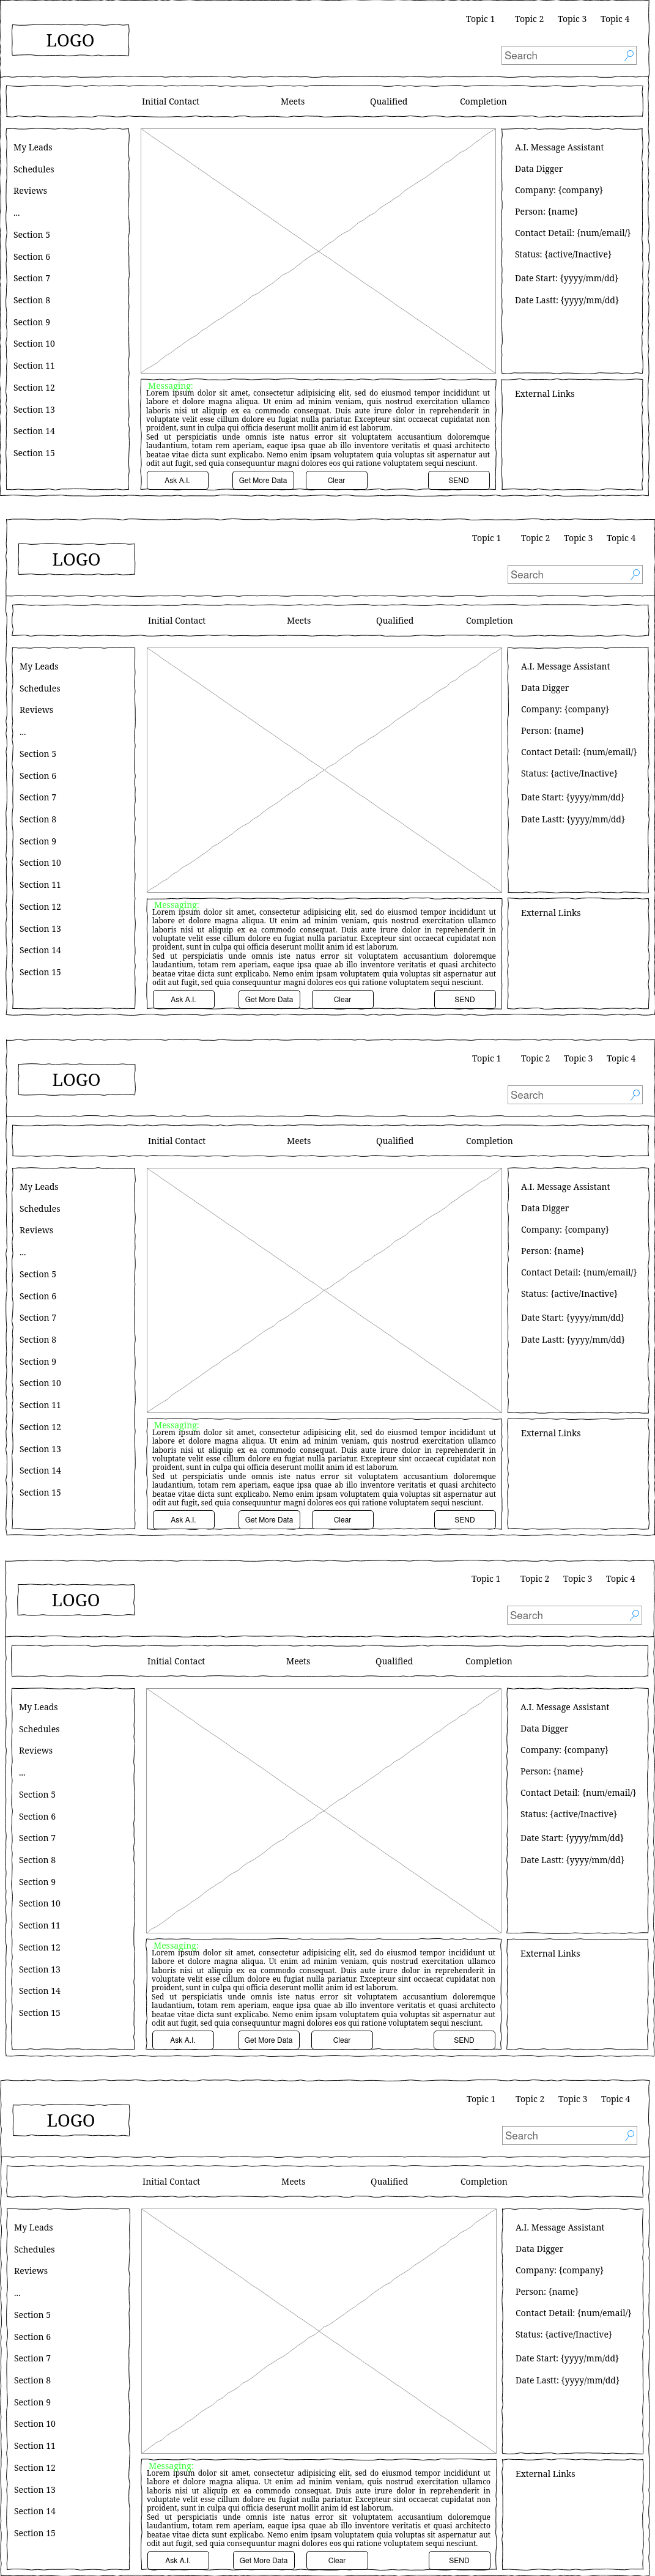 Topic 1 Topic 2 Topic 3 Topic 4
LOGO
Search
Initial Contact Meets Qualified Completion
My Leads
Schedules
Reviews
...
Section 5
Section 6
Section 7
Section 8
Section 9
Section 10
Section 11
Section 12
Section 13
Section 14
Section 15
Messaging:
Lorem ipsum dolor sit amet, consectetur adipisicing elit, sed do eiusmod tempor incididunt ut
labore et dolore magna aliqua. Ut enim ad minim veniam, quis nostrud exercitation ullamco
laboris nisi ut aliquip ex ea commodo consequat. Duis aute irure dolor in reprehenderit in
voluptate velit esse cillum dolore eu fugiat nulla pariatur. Excepteur sint occaecat cupidatat non
proident, sunt in culpa qui officia deserunt mollit anim id est laborum.
Sed ut perspiciatis unde omnis iste natus error sit voluptatem accusantium doloremque
laudantium, totam rem aperiam, eaque ipsa quae ab illo inventore veritatis et quasi architecto
beatae vitae dicta sunt explicabo. Nemo enim ipsam voluptatem quia voluptas sit aspernatur aut
odit aut fugit, sed quia consequuntur magni dolores eos qui ratione voluptatem sequi nesciunt.
Ask A.I. Get More Data Clear SEND
A.I. Message Assistant
Data Digger
Company: {company}
Person: {name}
Contact Detail: {num/email/}
Status: {active/Inactive}
Date Start: {yyyy/mm/dd}
Date Lastt: {yyyy/mm/dd}
External Links
Topic 1 Topic 2 Topic 3 Topic 4
LOGO
Search
Initial Contact Meets Qualified Completion
My Leads
Schedules
Reviews
...
Section 5
Section 6
Section 7
Section 8
Section 9
Section 10
Section 11
Section 12
Section 13
Section 14
Section 15
Messaging:
Lorem ipsum dolor sit amet, consectetur adipisicing elit, sed do eiusmod tempor incididunt ut
labore et dolore magna aliqua. Ut enim ad minim veniam, quis nostrud exercitation ullamco
laboris nisi ut aliquip ex ea commodo consequat. Duis aute irure dolor in reprehenderit in
voluptate velit esse cillum dolore eu fugiat nulla pariatur. Excepteur sint occaecat cupidatat non
proident, sunt in culpa qui officia deserunt mollit anim id est laborum.
Sed ut perspiciatis unde omnis iste natus error sit voluptatem accusantium doloremque
laudantium, totam rem aperiam, eaque ipsa quae ab illo inventore veritatis et quasi architecto
beatae vitae dicta sunt explicabo. Nemo enim ipsam voluptatem quia voluptas sit aspernatur aut
odit aut fugit, sed quia consequuntur magni dolores eos qui ratione voluptatem sequi nesciunt.
Ask A.I. Get More Data Clear SEND
A.I. Message Assistant
Data Digger
Company: {company}
Person: {name}
Contact Detail: {num/email/}
Status: {active/Inactive}
Date Start: {yyyy/mm/dd}
Date Lastt: {yyyy/mm/dd}
External Links
Topic 1 Topic 2 Topic 3 Topic 4
LOGO
Search
Initial Contact Meets Qualified Completion
My Leads
Schedules
Reviews
...
Section 5
Section 6
Section 7
Section 8
Section 9
Section 10
Section 11
Section 12
Section 13
Section 14
Section 15
Messaging:
Lorem ipsum dolor sit amet, consectetur adipisicing elit, sed do eiusmod tempor incididunt ut
labore et dolore magna aliqua. Ut enim ad minim veniam, quis nostrud exercitation ullamco
laboris nisi ut aliquip ex ea commodo consequat. Duis aute irure dolor in reprehenderit in
voluptate velit esse cillum dolore eu fugiat nulla pariatur. Excepteur sint occaecat cupidatat non
proident, sunt in culpa qui officia deserunt mollit anim id est laborum.
Sed ut perspiciatis unde omnis iste natus error sit voluptatem accusantium doloremque
laudantium, totam rem aperiam, eaque ipsa quae ab illo inventore veritatis et quasi architecto
beatae vitae dicta sunt explicabo. Nemo enim ipsam voluptatem quia voluptas sit aspernatur aut
odit aut fugit, sed quia consequuntur magni dolores eos qui ratione voluptatem sequi nesciunt.
Ask A.I. Get More Data Clear SEND
A.I. Message Assistant
Data Digger
Company: {company}
Person: {name}
Contact Detail: {num/email/}
Status: {active/Inactive}
Date Start: {yyyy/mm/dd}
Date Lastt: {yyyy/mm/dd}
External Links
Topic 1 Topic 2 Topic 3 Topic 4
LOGO
Search
Initial Contact Meets Qualified Completion
My Leads
Schedules
Reviews
...
Section 5
Section 6
Section 7
Section 8
Section 9
Section 10
Section 11
Section 12
Section 13
Section 14
Section 15
Messaging:
Lorem ipsum dolor sit amet, consectetur adipisicing elit, sed do eiusmod tempor incididunt ut
labore et dolore magna aliqua. Ut enim ad minim veniam, quis nostrud exercitation ullamco
laboris nisi ut aliquip ex ea commodo consequat. Duis aute irure dolor in reprehenderit in
voluptate velit esse cillum dolore eu fugiat nulla pariatur. Excepteur sint occaecat cupidatat non
proident, sunt in culpa qui officia deserunt mollit anim id est laborum.
Sed ut perspiciatis unde omnis iste natus error sit voluptatem accusantium doloremque
laudantium, totam rem aperiam, eaque ipsa quae ab illo inventore veritatis et quasi architecto
beatae vitae dicta sunt explicabo. Nemo enim ipsam voluptatem quia voluptas sit aspernatur aut
odit aut fugit, sed quia consequuntur magni dolores eos qui ratione voluptatem sequi nesciunt.
Ask A.I. Get More Data Clear SEND
A.I. Message Assistant
Data Digger
Company: {company}
Person: {name}
Contact Detail: {num/email/}
Status: {active/Inactive}
Date Start: {yyyy/mm/dd}
Date Lastt: {yyyy/mm/dd}
External Links
Topic 1 Topic 2 Topic 3 Topic 4
LOGO
Search
Initial Contact Meets Qualified Completion
My Leads
Schedules
Reviews
...
Section 5
Section 6
Section 7
Section 8
Section 9
Section 10
Section 11
Section 12
Section 13
Section 14
Section 15
Messaging:
Lorem ipsum dolor sit amet, consectetur adipisicing elit, sed do eiusmod tempor incididunt ut
labore et dolore magna aliqua. Ut enim ad minim veniam, quis nostrud exercitation ullamco
laboris nisi ut aliquip ex ea commodo consequat. Duis aute irure dolor in reprehenderit in
voluptate velit esse cillum dolore eu fugiat nulla pariatur. Excepteur sint occaecat cupidatat non
proident, sunt in culpa qui officia deserunt mollit anim id est laborum.
Sed ut perspiciatis unde omnis iste natus error sit voluptatem accusantium doloremque
laudantium, totam rem aperiam, eaque ipsa quae ab illo inventore veritatis et quasi architecto
beatae vitae dicta sunt explicabo. Nemo enim ipsam voluptatem quia voluptas sit aspernatur aut
odit aut fugit, sed quia consequuntur magni dolores eos qui ratione voluptatem sequi nesciunt.
Ask A.I. Get More Data Clear SEND
A.I. Message Assistant
Data Digger
Company: {company}
Person: {name}
Contact Detail: {num/email/}
Status: {active/Inactive}
Date Start: {yyyy/mm/dd}
Date Lastt: {yyyy/mm/dd}
External Links